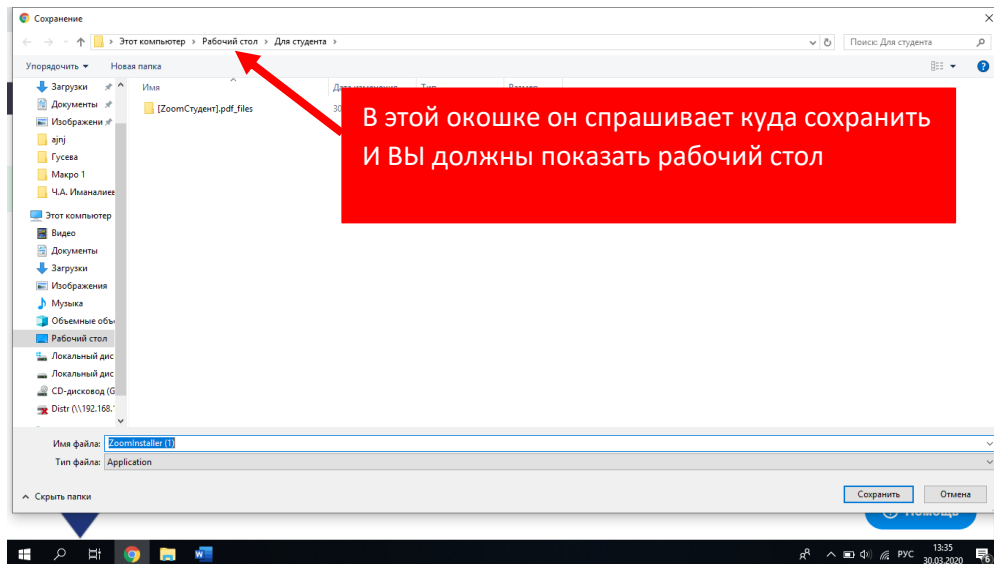 Сохранение
Этот компьютер › Рабочий стол › Для студента ›
Поиск: Для студента
Упорядочить
Новая папка
Имя
Загрузки
Документы
[ZoomСтудент].pdf_files
30
Изображени
ajnj
Гусева
Макро 1
Ч.А. Иманалиев
В этой окошке он спрашивает куда сохранить
И ВЫ должны показать рабочий стол
Этот компьютер
Видео
Документы
Загрузки
Изображения
Музыка
Объемные объ
Рабочий стол
Локальный дис
Локальный дис
CD-дисковод (G
Distr (\\192.168.
Имя файла: ZoomInstaller (1)
Тип файла: Application
Скрыть папки
Сохранить
Отмена
РУС
13:35
30.03.2020
6